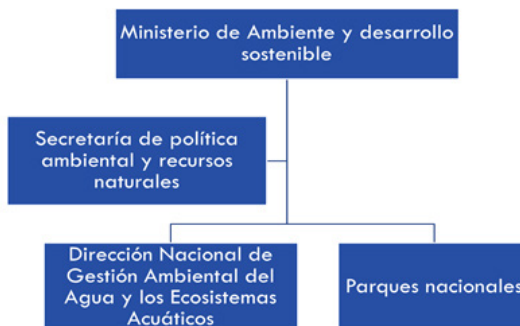 Ministerio de Ambiente y desarrollo
sostenible
Secretaría de política
ambiental y recursos
naturales
Dirección Nacional de
Gestión Ambiental del
Agua y los Ecosistemas
Acuáticos
Parques nacionales